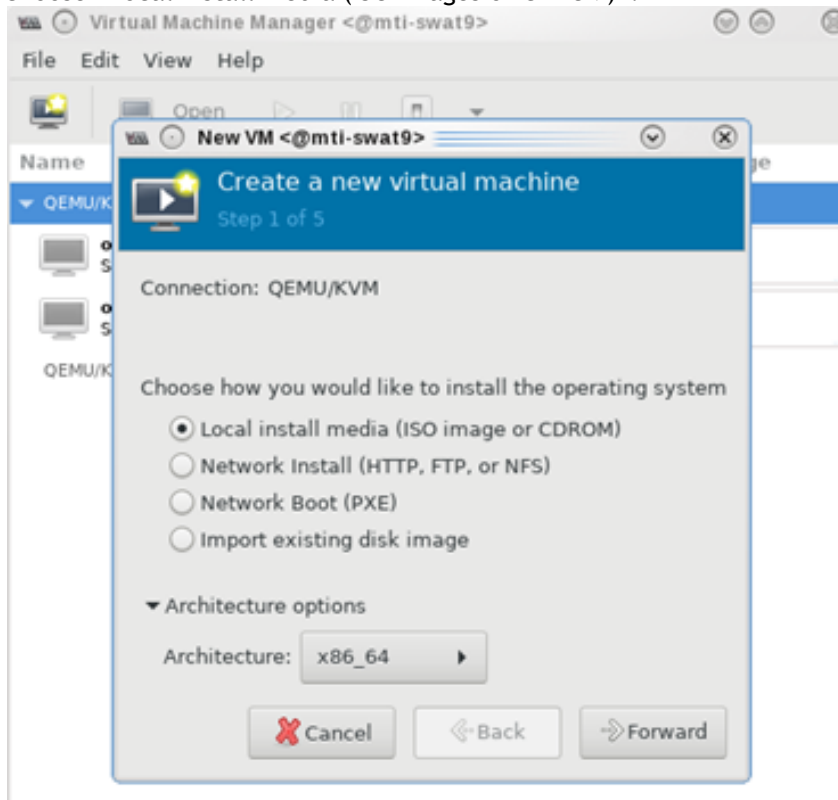 Virtual Machine Manager <@mti-swat9>
File Edit View Help
Open
New VM <@mti-swat9>
Name
Create a new virtual machine
Step 1 of 5
QEMU/K
Connection: QEMU/KVM
QEMU/K
Choose how you would like to install the operating system
Local install media (ISO image or CDROM)
Network Install (HTTP, FTP, or NFS)
Network Boot (PXE)
Import existing disk image
Architecture options
Architecture: x86_64
Cancel Back Forward